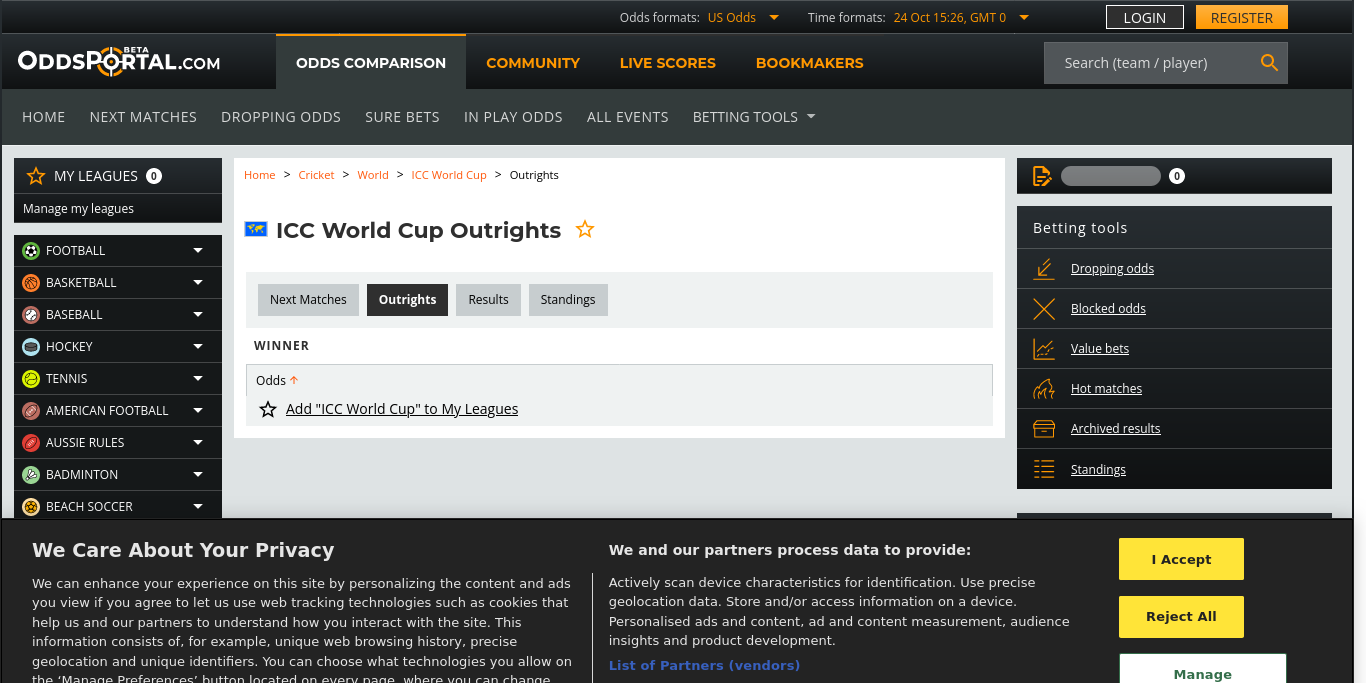 Odds formats: US Odds
Time formats: 24 Oct 15:26, GMT 0
LOGIN
REGISTER
ODDSPORTAL.COM BETA
ODDS COMPARISON
COMMUNITY
LIVE SCORES
BOOKMAKERS
Search (team / player)
HOME
NEXT MATCHES
DROPPING ODDS
SURE BETS
IN PLAY ODDS
ALL EVENTS
BETTING TOOLS
MY LEAGUES 0
Manage my leagues
FOOTBALL
BASKETBALL
BASEBALL
HOCKEY
TENNIS
AMERICAN FOOTBALL
AUSSIE RULES
BADMINTON
BEACH SOCCER
Home > Cricket > World > ICC World Cup > Outrights
ICC World Cup Outrights
Next Matches
Outrights
Results
Standings
WINNER
Odds
Add "ICC World Cup" to My Leagues
0
Betting tools
Dropping odds
Blocked odds
Value bets
Hot matches
Archived results
Standings
We Care About Your Privacy
We can enhance your experience on this site by personalizing the content and ads
you view if you agree to let us use web tracking technologies such as cookies that
help us and our partners to understand how you interact with the site. This
information consists of, for example, unique web browsing history, precise
geolocation and unique identifiers. You can choose what technologies you allow on
the ‘Manage Preferences’ button located on every page, where you can change
We and our partners process data to provide:
Actively scan device characteristics for identification. Use precise
geolocation data. Store and/or access information on a device.
Personalised ads and content, ad and content measurement, audience
insights and product development.
List of Partners (vendors)
I Accept
Reject All
Manage